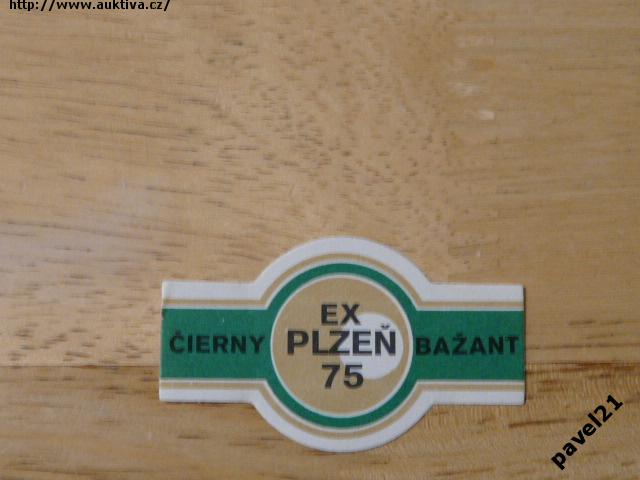 http://www.auktiva.cz/
EX
ČIERNY PLZEŇ BAŽANT
75
pavel21